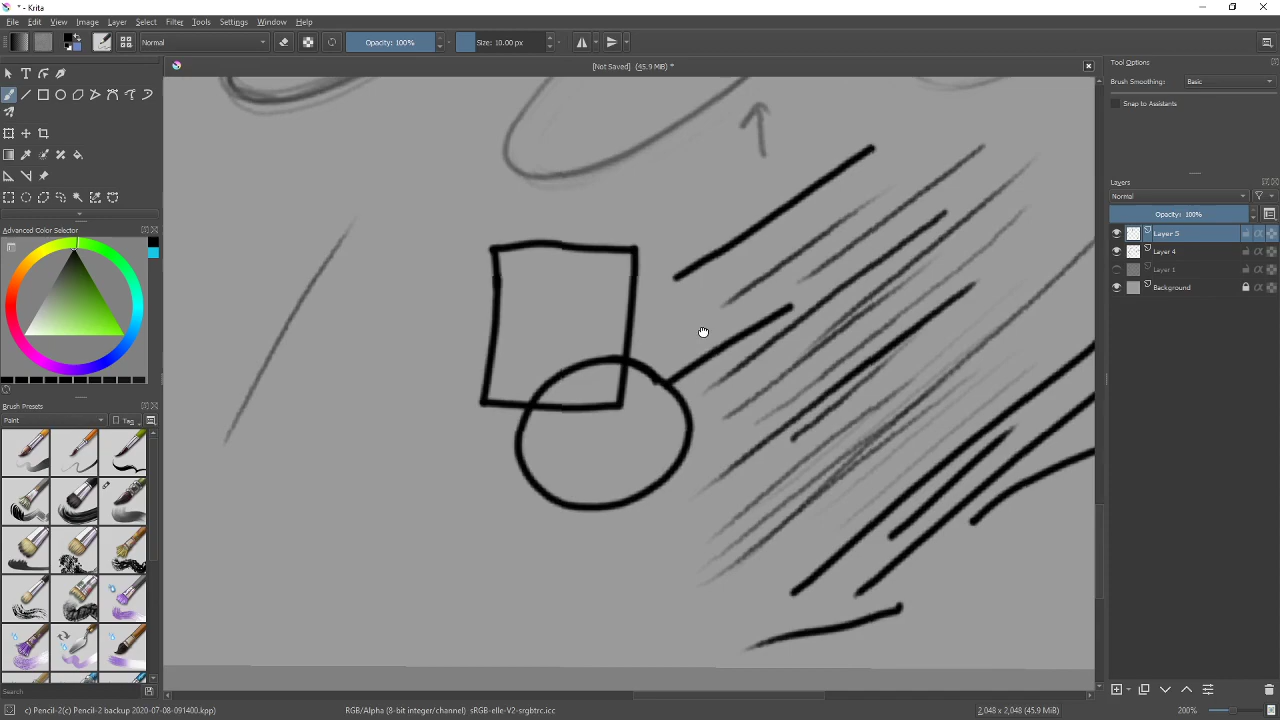 - Krita
File Edit View Image Layer Select Filter Tools Settings Window Help
Normal Opacity: 100% Size: 10.00 px
[Not Saved] (45.9 MiB) *
Tool Options
Brush Smoothing: Basic
Snap to Assistants
Layers
Normal
Opacity: 100%
Layer 5
Layer 4
Layer 1
Background
Advanced Color Selector
Brush Presets
Paint Tag
Search
c) Pencil-2(c) Pencil-2 backup 2020-07-08-091400.kpp)
RGB/Alpha (8-bit integer/channel) sRGB-elle-V2-srgbtrc.icc
2,048 x 2,048 (45.9 MiB)
200%